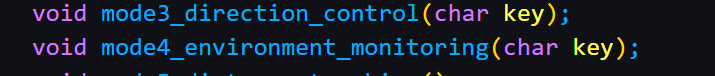 void mode3_direction_control(char key);
void mode4_environment_monitoring(char key);